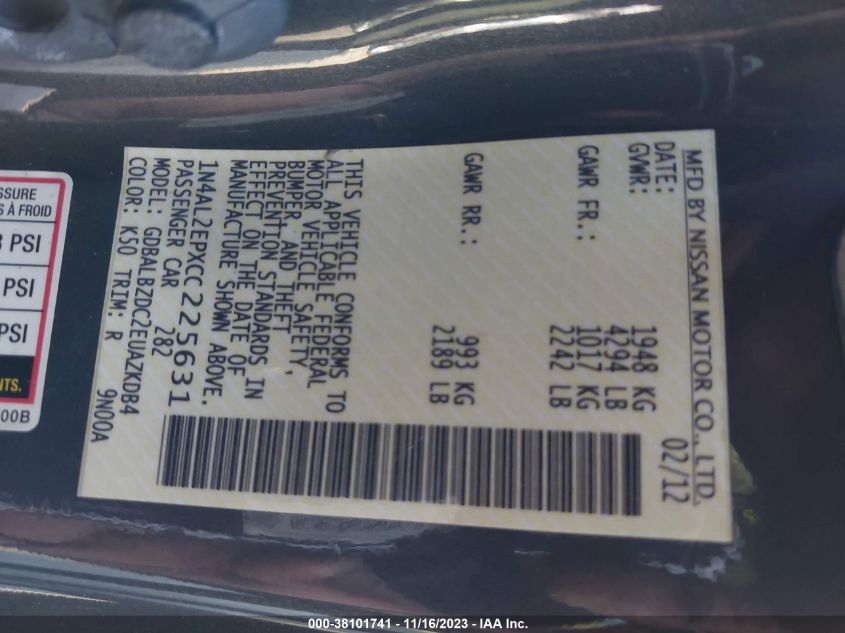 MFD BY NISSAN MOTOR CO., LTD.
DATE: 02/12
GVWR: 1948 KG
4294 LB
GAWR FR.: 1017 KG
2242 LB
GAWR RR.: 993 KG
2189 LB
THIS VEHICLE CONFORMS TO
ALL APPLICABLE FEDERAL
MOTOR VEHICLE SAFETY,
BUMPER, AND THEFT
PREVENTION STANDARDS IN
EFFECT ON THE DATE OF
MANUFACTURE SHOWN ABOVE.
1N4AL2EPXCC225631
PASSENGER CAR 282
MODEL: GDBALBZDC2EUAZKDB4
COLOR: K50 TRIM: R 9N00A
SSURE
S À FROID
PSI
PSI
PSI
NTS.
00B
000-38101741 - 11/16/2023 - IAA Inc.